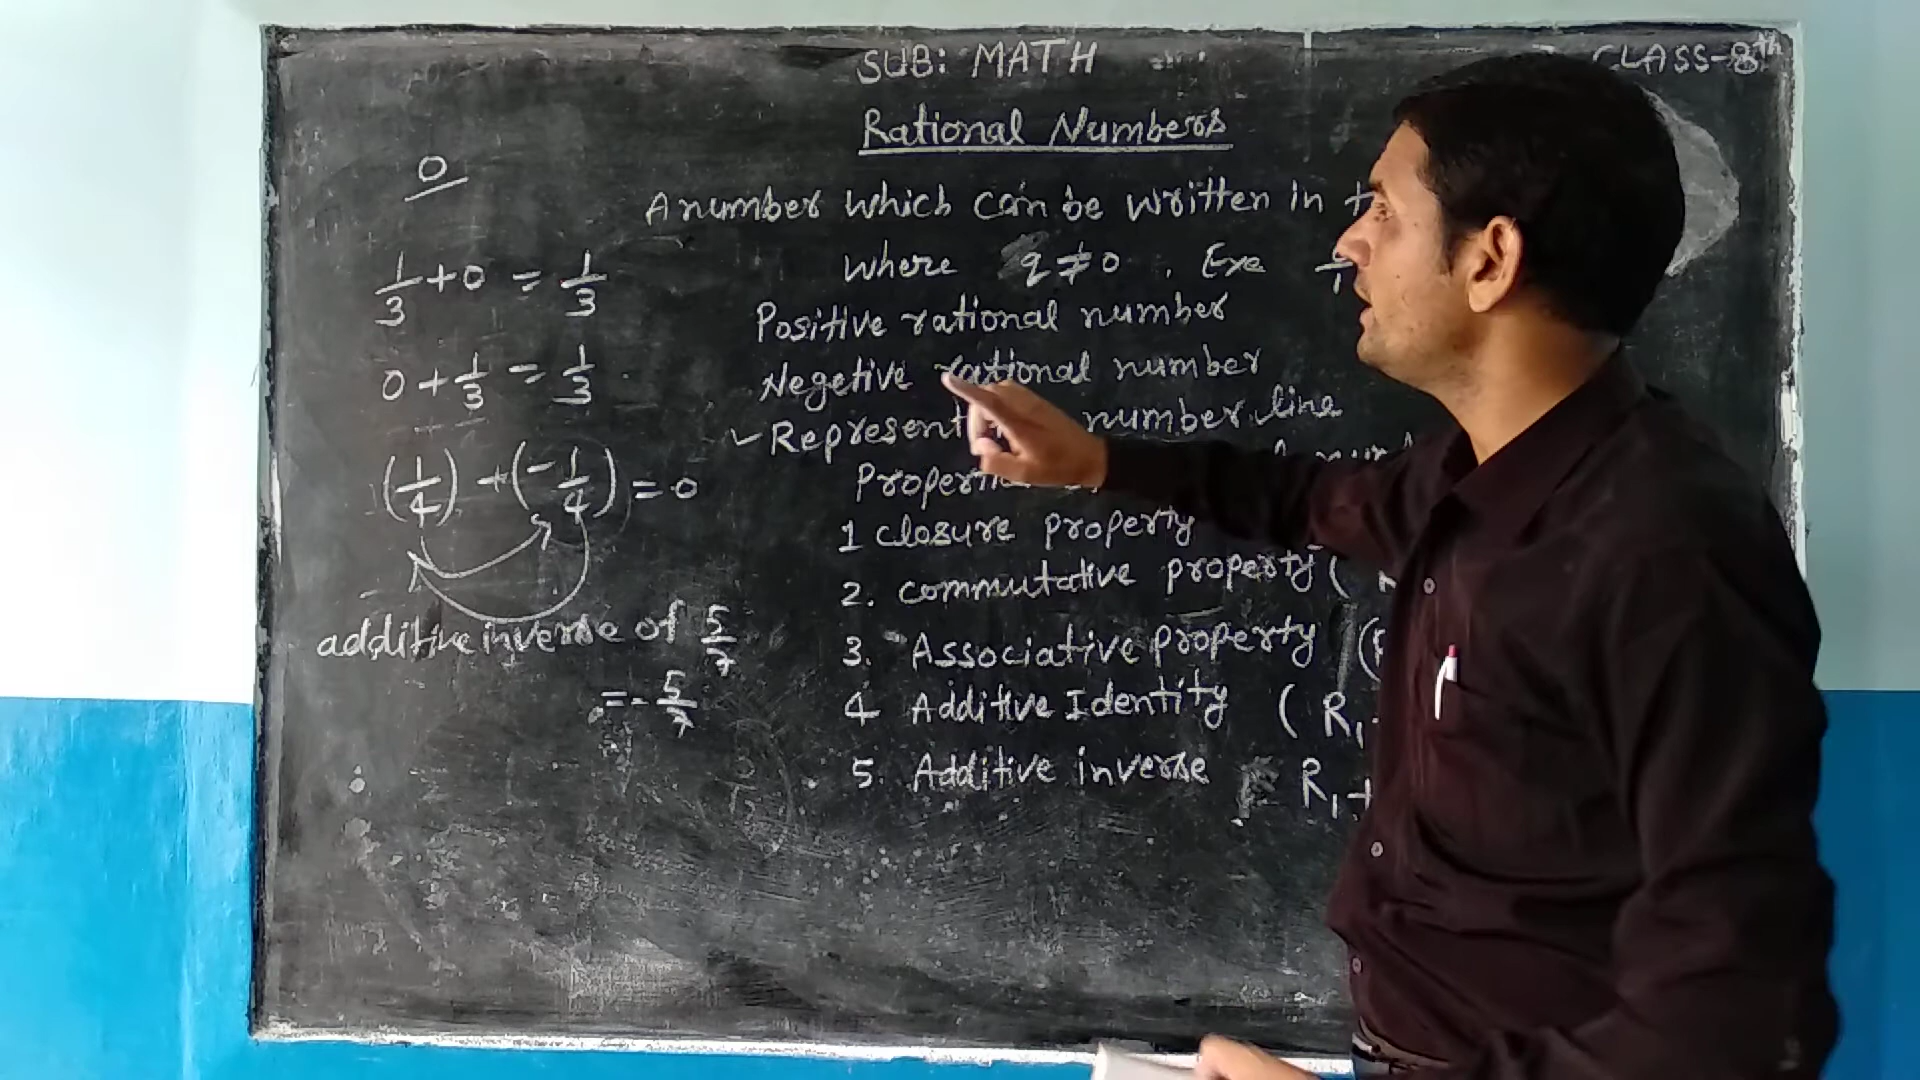 SUB: MATH
CLASS-8th
Rational Numbers
A number which can be written in
where q ≠ 0 . Exe
Positive rational number
Negetive rational number
✓ Represent number line
Properti
1 closure property
2. commutative property (
3. Associative property (
4 Additive Identity ( R1
5. Additive inverse R1 +
0
1/3 + 0 = 1/3
0 + 1/3 = 1/3
(1/4) + (-1/4) = 0
additive inverse of 5/7
= - 5/7